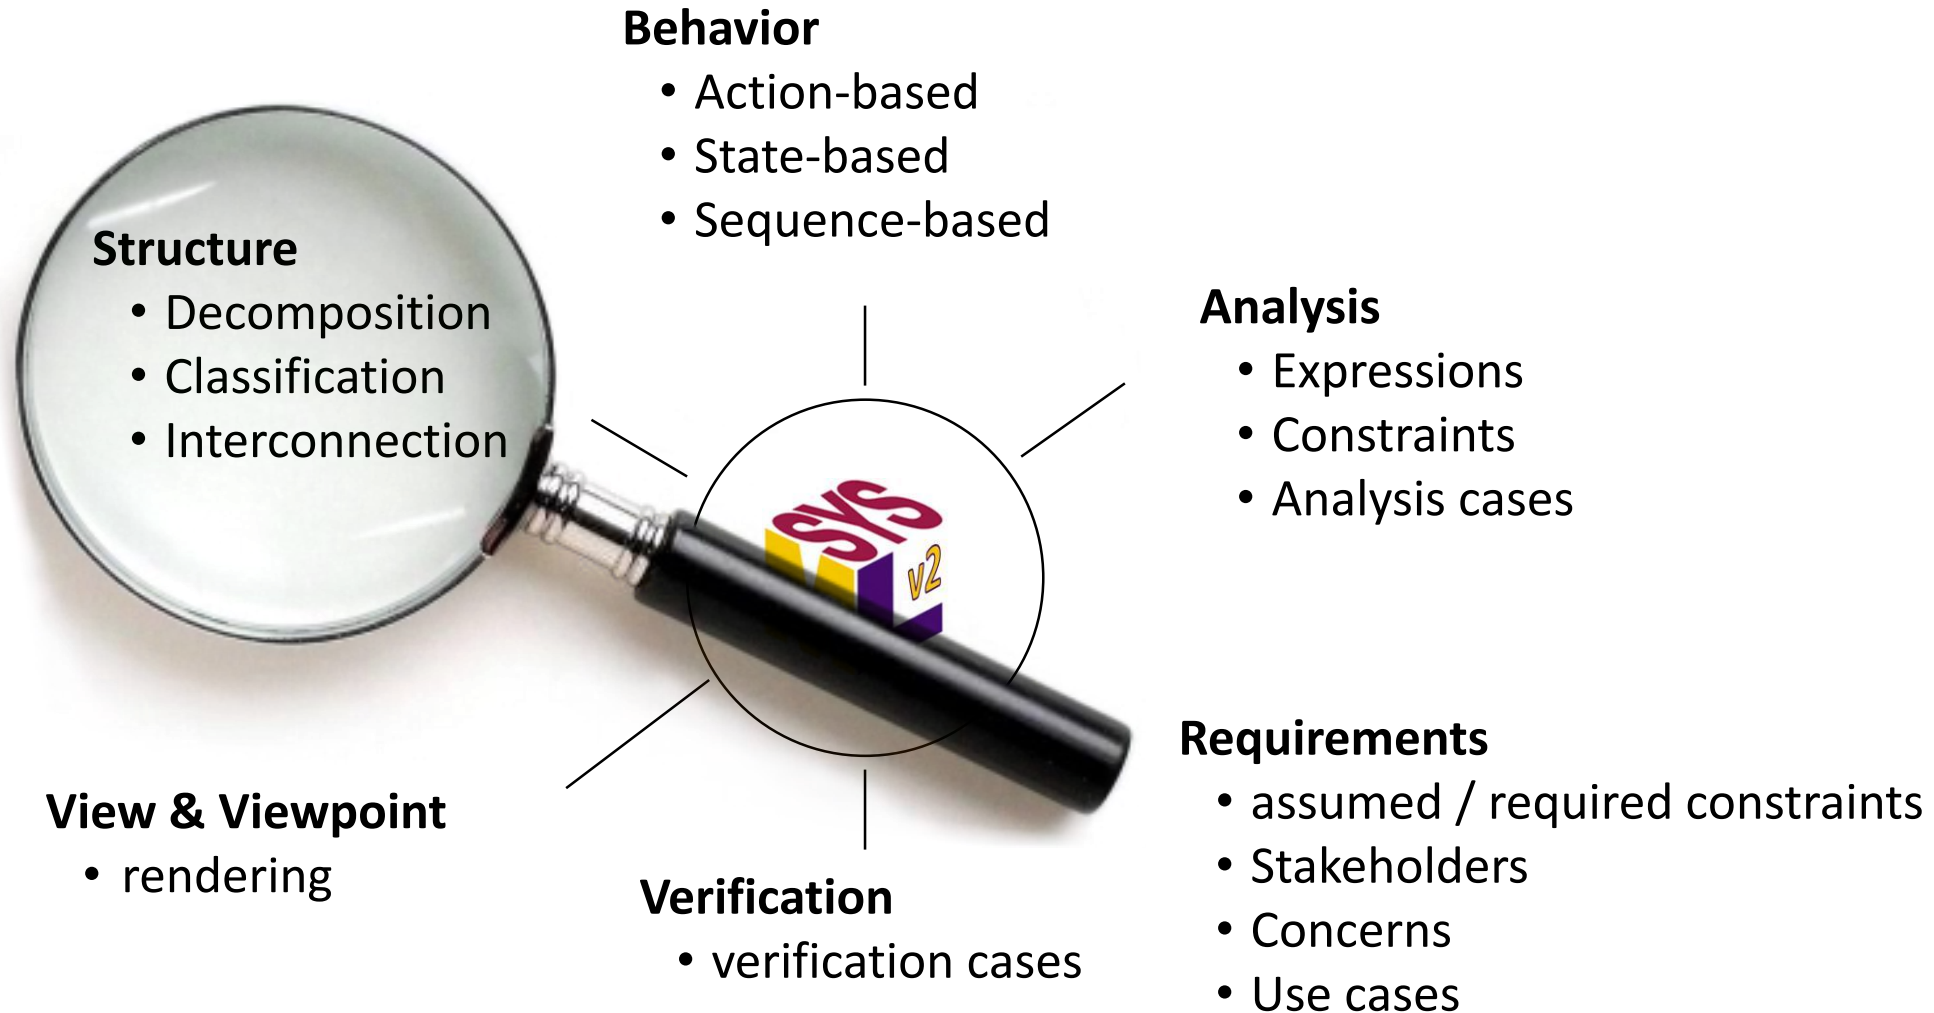 Behavior
• Action-based
• State-based
• Sequence-based
Structure
• Decomposition
• Classification
• Interconnection
Analysis
• Expressions
• Constraints
• Analysis cases
SYS
ML
v2
Requirements
• assumed / required constraints
• Stakeholders
• Concerns
• Use cases
View & Viewpoint
• rendering
Verification
• verification cases